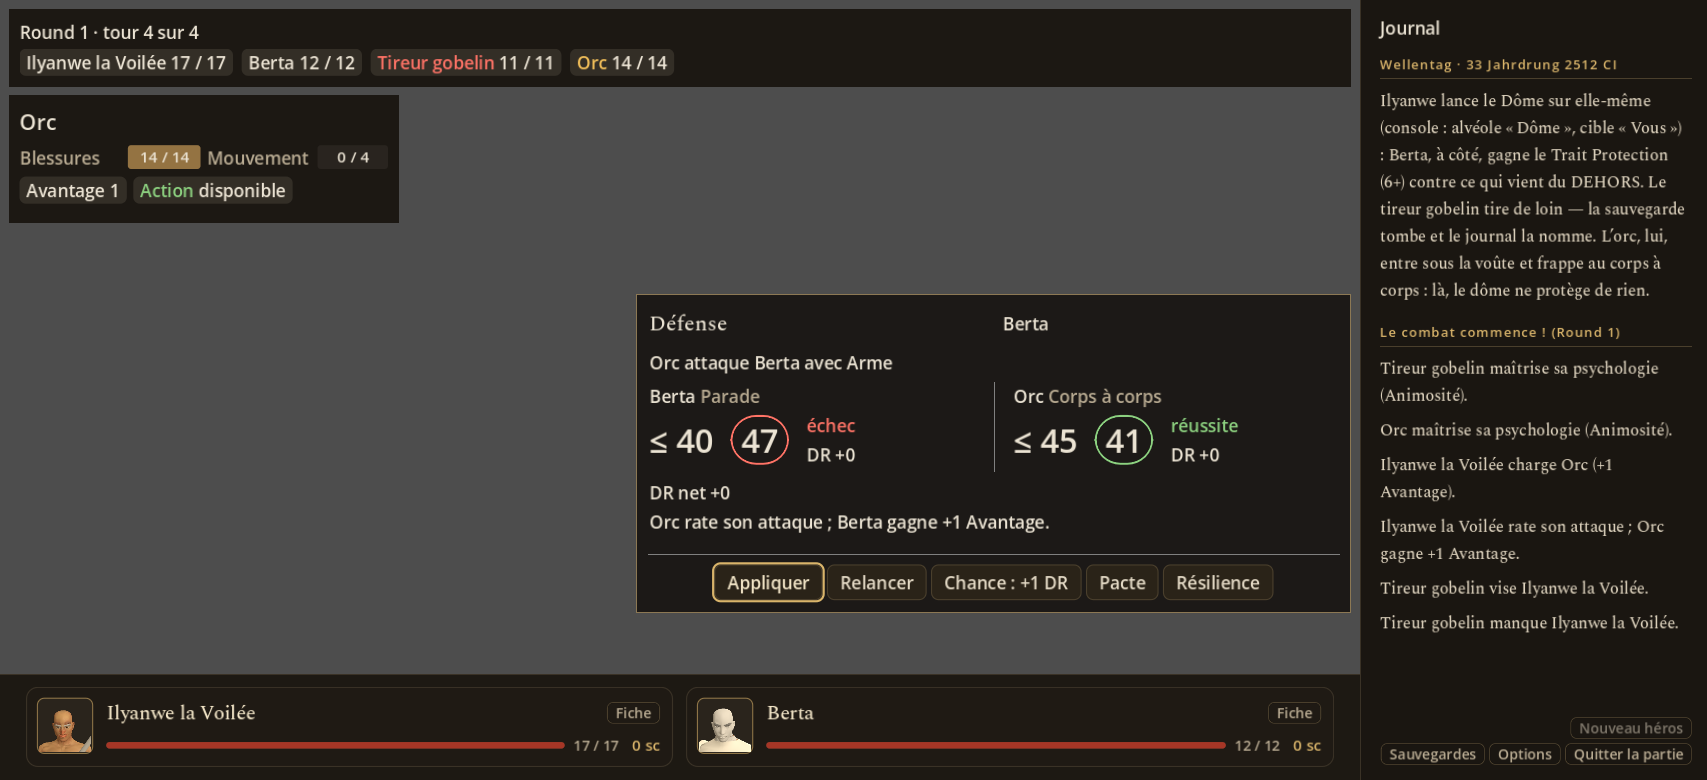 Round 1 · tour 4 sur 4
Ilyanwe la Voilée 17 / 17 Berta 12 / 12 Tireur gobelin 11 / 11 Orc 14 / 14
Orc
Blessures 14 / 14 Mouvement 0 / 4
Avantage 1 Action disponible
Défense Berta
Orc attaque Berta avec Arme
Berta Parade Orc Corps à corps
≤ 40 47 échec DR +0 ≤ 45 41 réussite DR +0
DR net +0
Orc rate son attaque ; Berta gagne +1 Avantage.
Appliquer Relancer Chance : +1 DR Pacte Résilience
Ilyanwe la Voilée Fiche
17 / 17 0 sc
Berta Fiche
12 / 12 0 sc
Journal
Wellentag · 33 Jahrdrung 2512 CI
Ilyanwe lance le Dôme sur elle-même
(console : alvéole « Dôme », cible « Vous »)
: Berta, à côté, gagne le Trait Protection
(6+) contre ce qui vient du DEHORS. Le
tireur gobelin tire de loin — la sauvegarde
tombe et le journal la nomme. L’orc, lui,
entre sous la voûte et frappe au corps à
corps : là, le dôme ne protège de rien.
Le combat commence ! (Round 1)
Tireur gobelin maîtrise sa psychologie
(Animosité).
Orc maîtrise sa psychologie (Animosité).
Ilyanwe la Voilée charge Orc (+1
Avantage).
Ilyanwe la Voilée rate son attaque ; Orc
gagne +1 Avantage.
Tireur gobelin vise Ilyanwe la Voilée.
Tireur gobelin manque Ilyanwe la Voilée.
Nouveau héros
Sauvegardes Options Quitter la partie